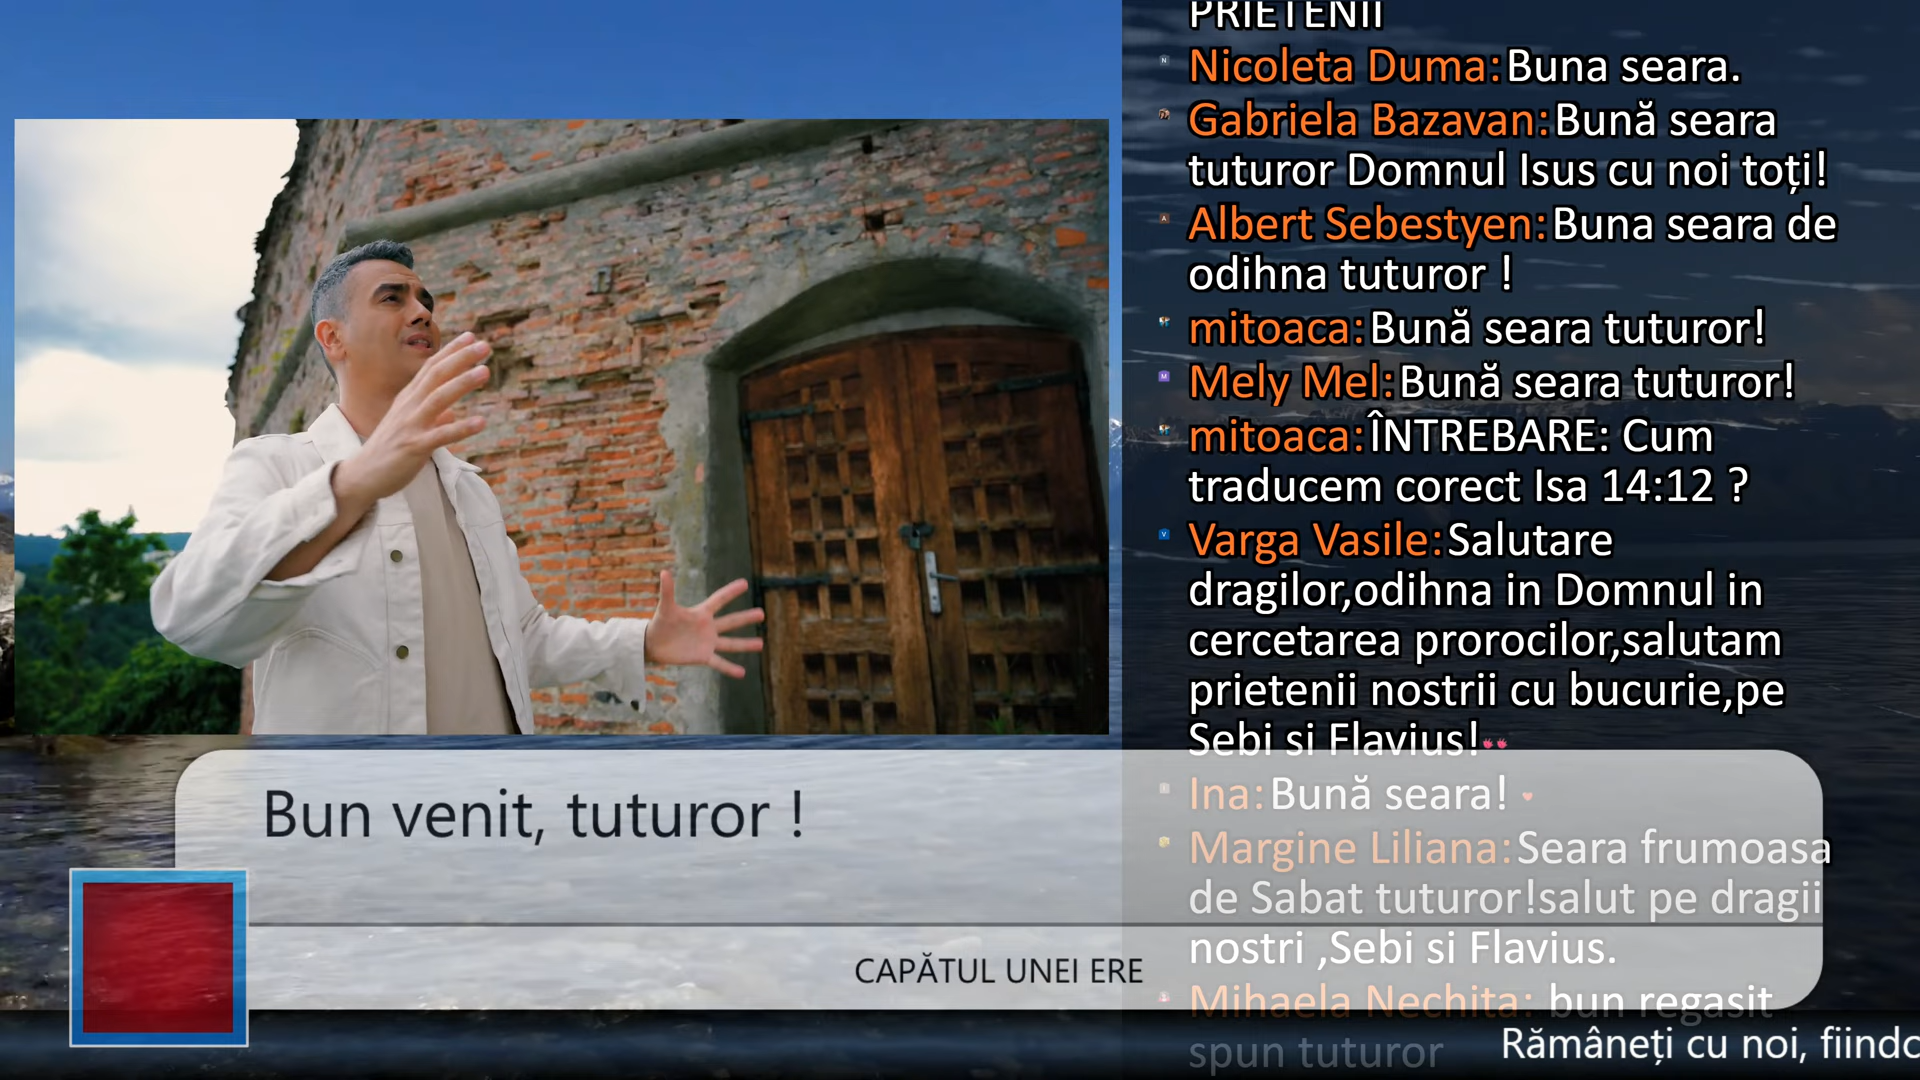 PRIETENII
Nicoleta Duma: Buna seara.
Gabriela Bazavan: Bună seara
tuturor Domnul Isus cu noi toți!
Albert Sebestyen: Buna seara de
odihna tuturor !
mitoaca: Bună seara tuturor!
Mely Mel: Bună seara tuturor!
mitoaca: ÎNTREBARE: Cum
traducem corect Isa 14:12 ?
Varga Vasile: Salutare
dragilor,odihna in Domnul in
cercetarea prorocilor,salutam
prietenii nostrii cu bucurie,pe
Sebi si Flavius!
Ina: Bună seara!
Margine Liliana: Seara frumoasa
de Sabat tuturor!salut pe dragii
nostri ,Sebi si Flavius.
Mihaela Nechita: bun regasit
spun tuturor
Bun venit, tuturor !
CAPĂTUL UNEI ERE
Rămâneți cu noi, fiindc